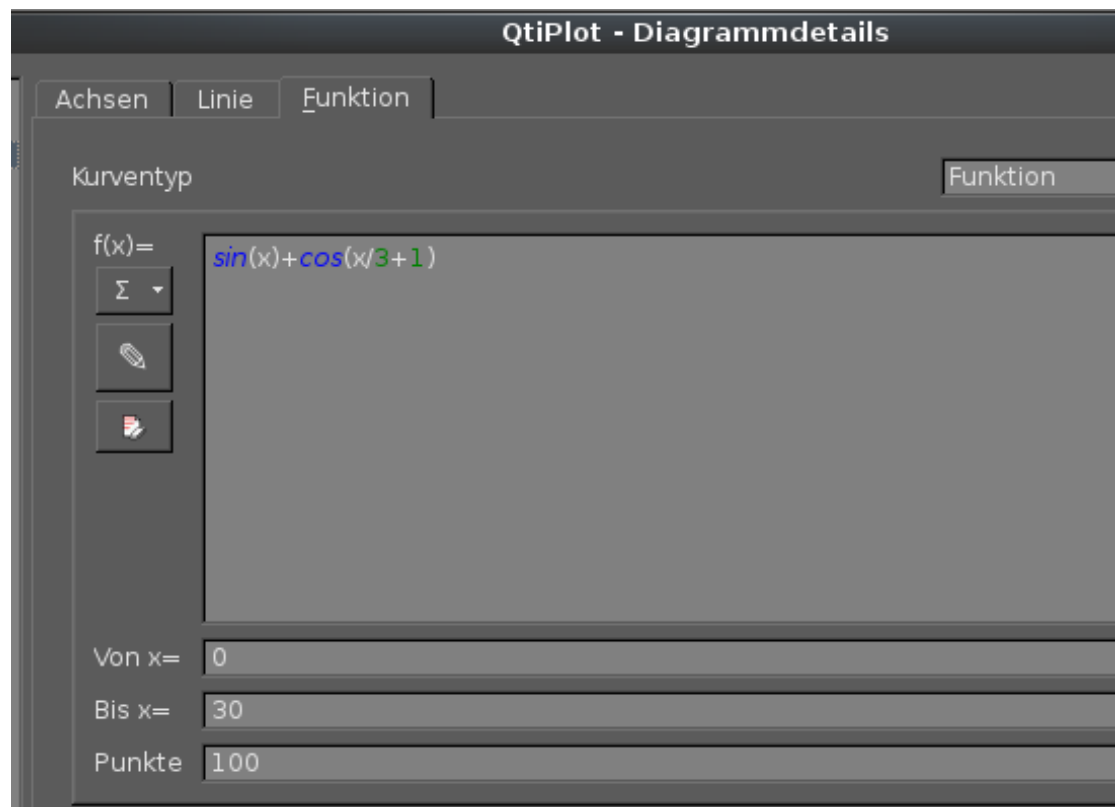 QtiPlot - Diagrammdetails
Achsen Linie Funktion
Kurventyp Funktion
f(x)= sin(x)+cos(x/3+1)
Σ
Von x= 0
Bis x= 30
Punkte 100